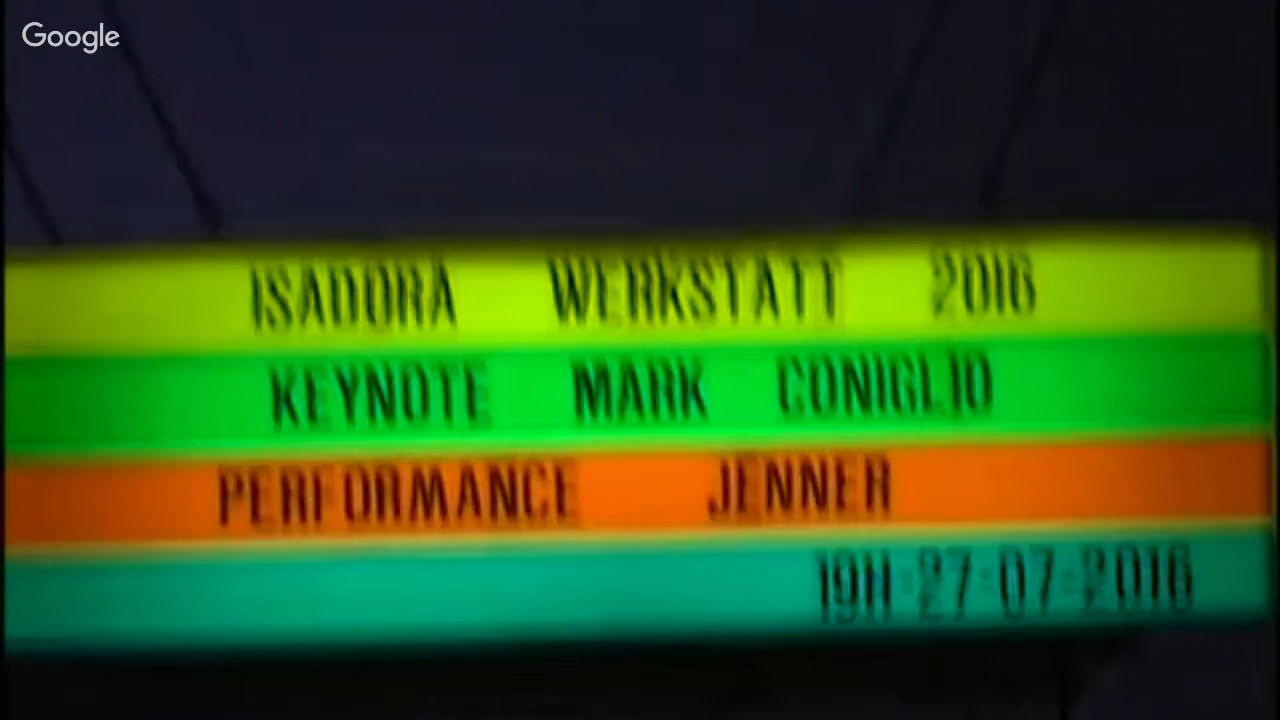 Google
ISADORA WERKSTATT 2016
KEYNOTE MARK CONIGLIO
PERFORMANCE JENNER
19H 27-07-2016